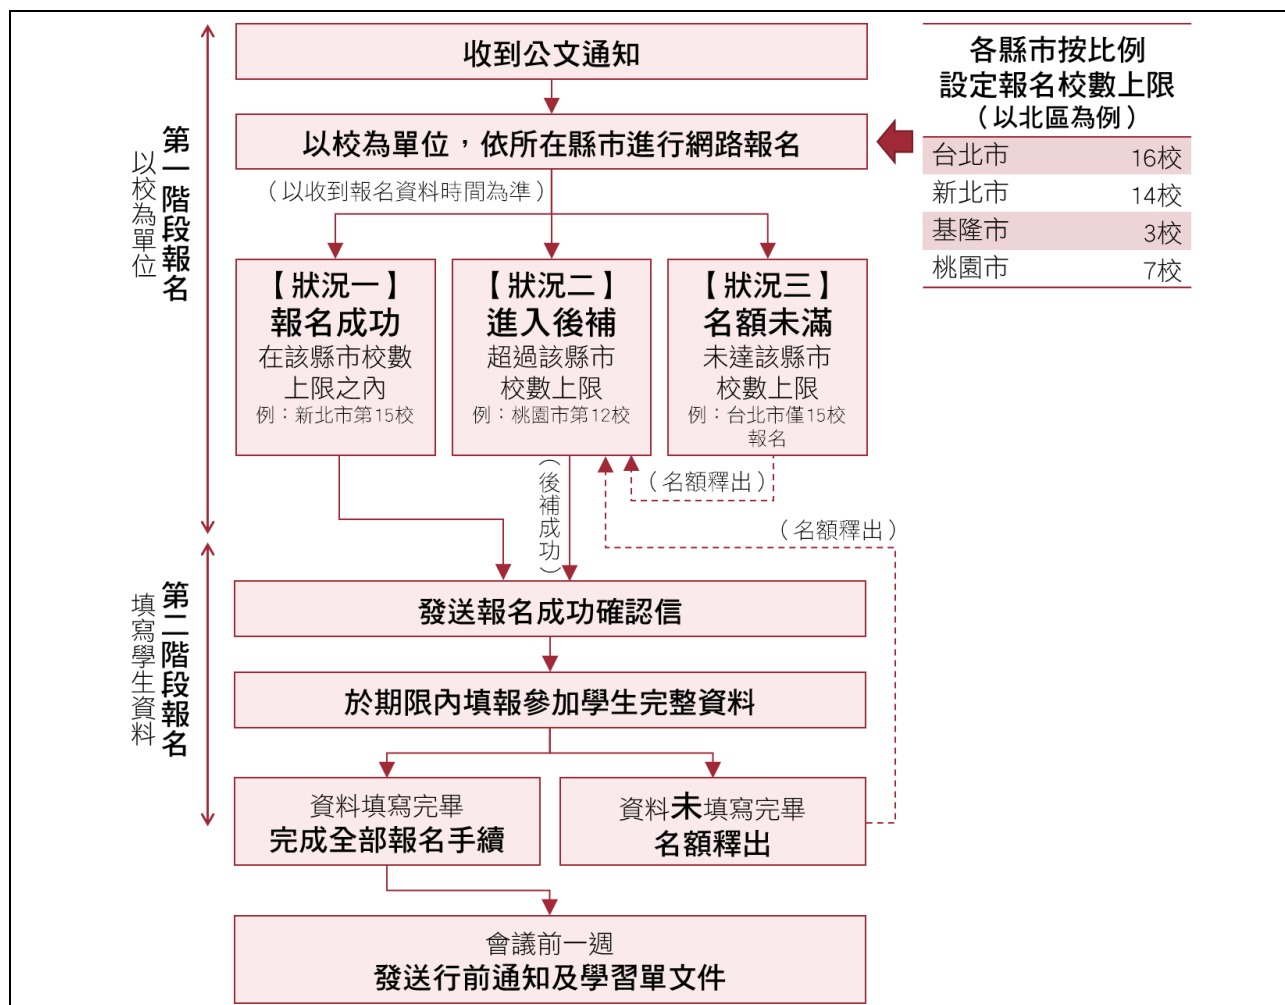 收到公文通知
以校為單位，依所在縣市進行網路報名
（以收到報名資料時間為準）
各縣市按比例
設定報名校數上限
（以北區為例）
台北市 16校
新北市 14校
基隆市 3校
桃園市 7校
第一階段報名
以校為單位
【狀況一】
報名成功
在該縣市校數
上限之內
例：新北市第15校
【狀況二】
進入後補
超過該縣市
校數上限
例：桃園市第12校
【狀況三】
名額未滿
未達該縣市
校數上限
例：台北市僅15校
報名
（後補成功）
（名額釋出）
（名額釋出）
第二階段報名
填寫學生資料
發送報名成功確認信
於期限內填報參加學生完整資料
資料填寫完畢
完成全部報名手續
資料未填寫完畢
名額釋出
會議前一週
發送行前通知及學習單文件